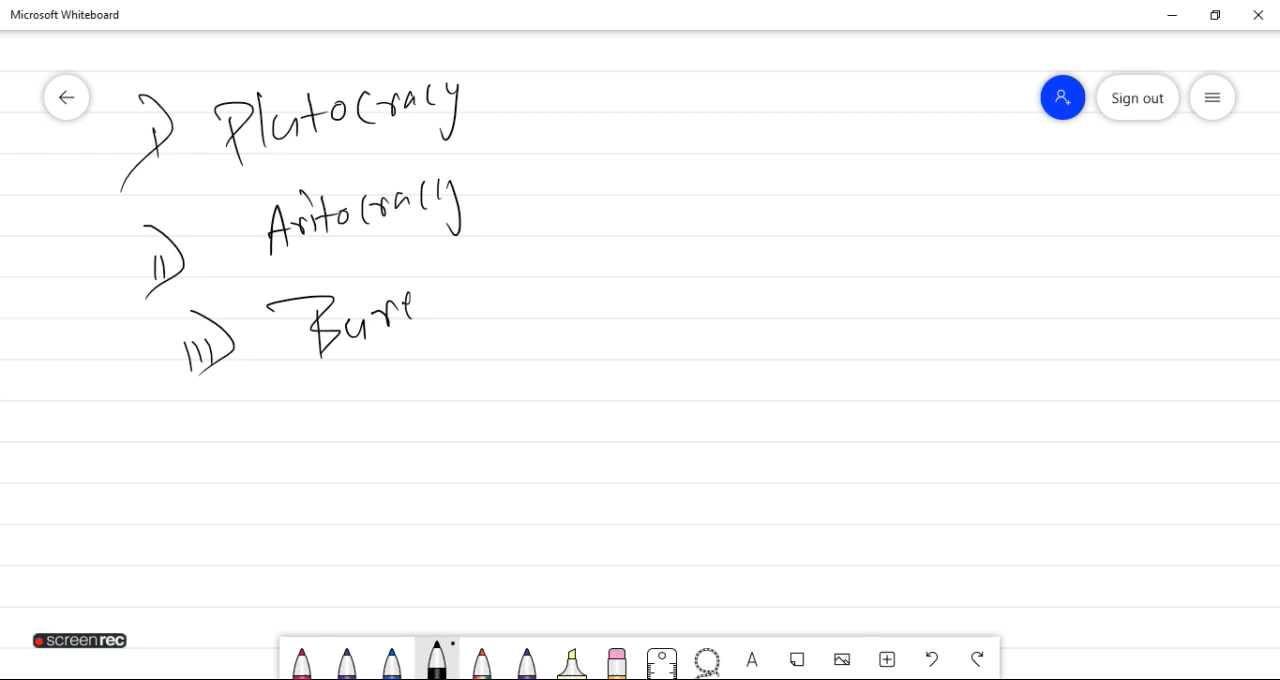 Microsoft Whiteboard
Sign out
I) Plutocracy
II) Aritocracy
III) Bure
screenrec
A